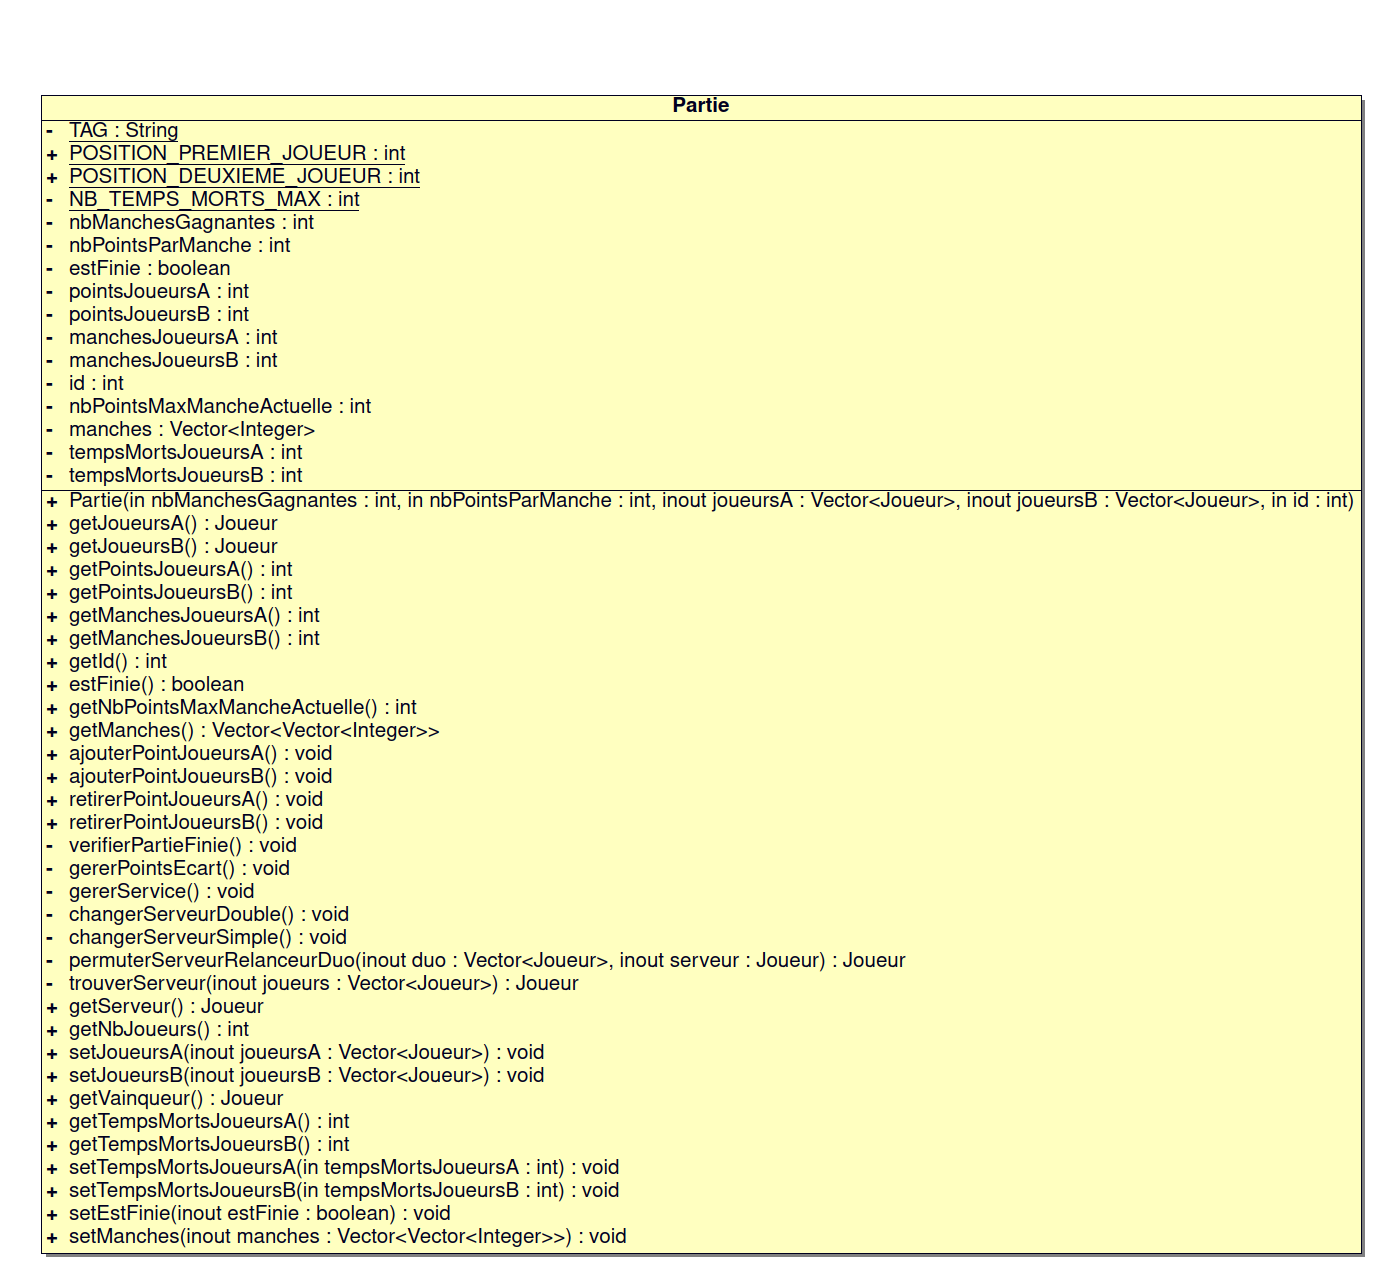 Partie
- TAG : String
+ POSITION_PREMIER_JOUEUR : int
+ POSITION_DEUXIEME_JOUEUR : int
- NB_TEMPS_MORTS_MAX : int
- nbManchesGagnantes : int
- nbPointsParManche : int
- estFinie : boolean
- pointsJoueursA : int
- pointsJoueursB : int
- manchesJoueursA : int
- manchesJoueursB : int
- id : int
- nbPointsMaxMancheActuelle : int
- manches : Vector<Integer>
- tempsMortsJoueursA : int
- tempsMortsJoueursB : int
+ Partie(in nbManchesGagnantes : int, in nbPointsParManche : int, inout joueursA : Vector<Joueur>, inout joueursB : Vector<Joueur>, in id : int)
+ getJoueursA() : Joueur
+ getJoueursB() : Joueur
+ getPointsJoueursA() : int
+ getPointsJoueursB() : int
+ getManchesJoueursA() : int
+ getManchesJoueursB() : int
+ getId() : int
+ estFinie() : boolean
+ getNbPointsMaxMancheActuelle() : int
+ getManches() : Vector<Vector<Integer>>
+ ajouterPointJoueursA() : void
+ ajouterPointJoueursB() : void
+ retirerPointJoueursA() : void
+ retirerPointJoueursB() : void
- verifierPartieFinie() : void
- gererPointsEcart() : void
- gererService() : void
- changerServeurDouble() : void
- changerServeurSimple() : void
- permuterServeurRelanceurDuo(inout duo : Vector<Joueur>, inout serveur : Joueur) : Joueur
- trouverServeur(inout joueurs : Vector<Joueur>) : Joueur
+ getServeur() : Joueur
+ getNbJoueurs() : int
+ setJoueursA(inout joueursA : Vector<Joueur>) : void
+ setJoueursB(inout joueursB : Vector<Joueur>) : void
+ getVainqueur() : Joueur
+ getTempsMortsJoueursA() : int
+ getTempsMortsJoueursB() : int
+ setTempsMortsJoueursA(in tempsMortsJoueursA : int) : void
+ setTempsMortsJoueursB(in tempsMortsJoueursB : int) : void
+ setEstFinie(inout estFinie : boolean) : void
+ setManches(inout manches : Vector<Vector<Integer>>) : void